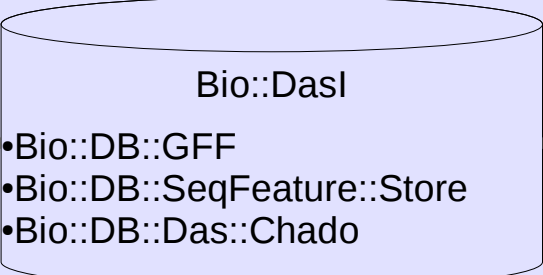 Bio::DasI
•Bio::DB::GFF
•Bio::DB::SeqFeature::Store
•Bio::DB::Das::Chado